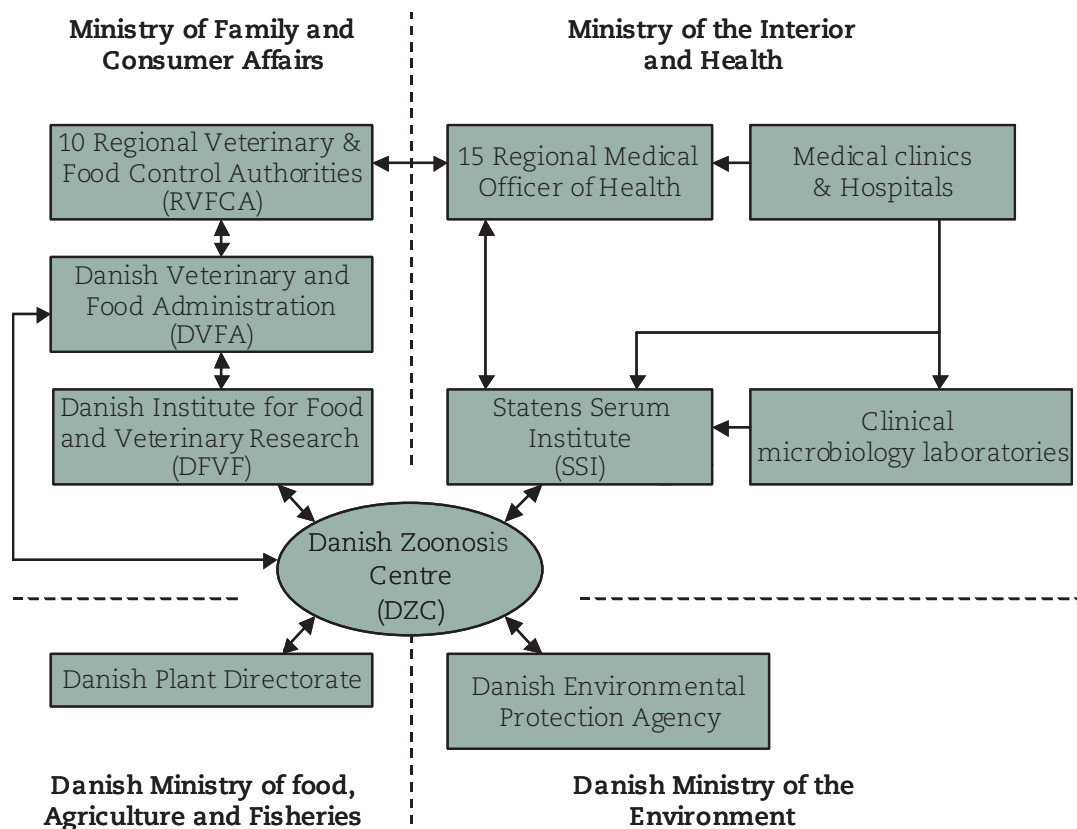 Ministry of Family and
Consumer Affairs
Ministry of the Interior
and Health
10 Regional Veterinary &
Food Control Authorities
(RVFCA)
15 Regional Medical
Officer of Health
Medical clinics
& Hospitals
Danish Veterinary and
Food Administration
(DVFA)
Danish Institute for Food
and Veterinary Research
(DFVF)
Statens Serum
Institute
(SSI)
Clinical
microbiology laboratories
Danish Zoonosis
Centre
(DZC)
Danish Plant Directorate
Danish Environmental
Protection Agency
Danish Ministry of food,
Agriculture and Fisheries
Danish Ministry of the
Environment